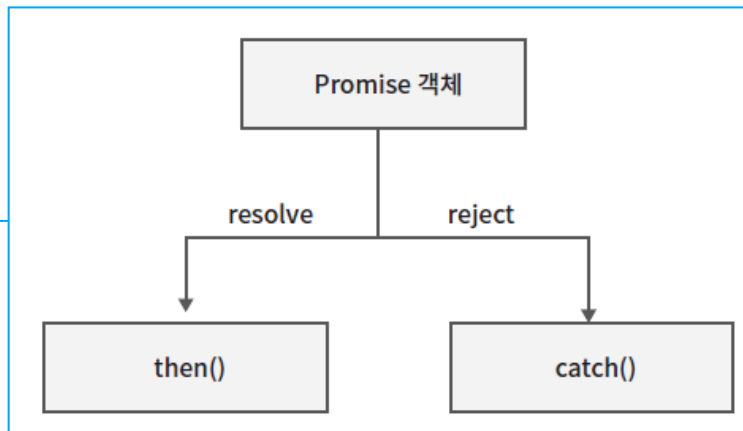 Promise 객체
resolve
reject
then()
catch()